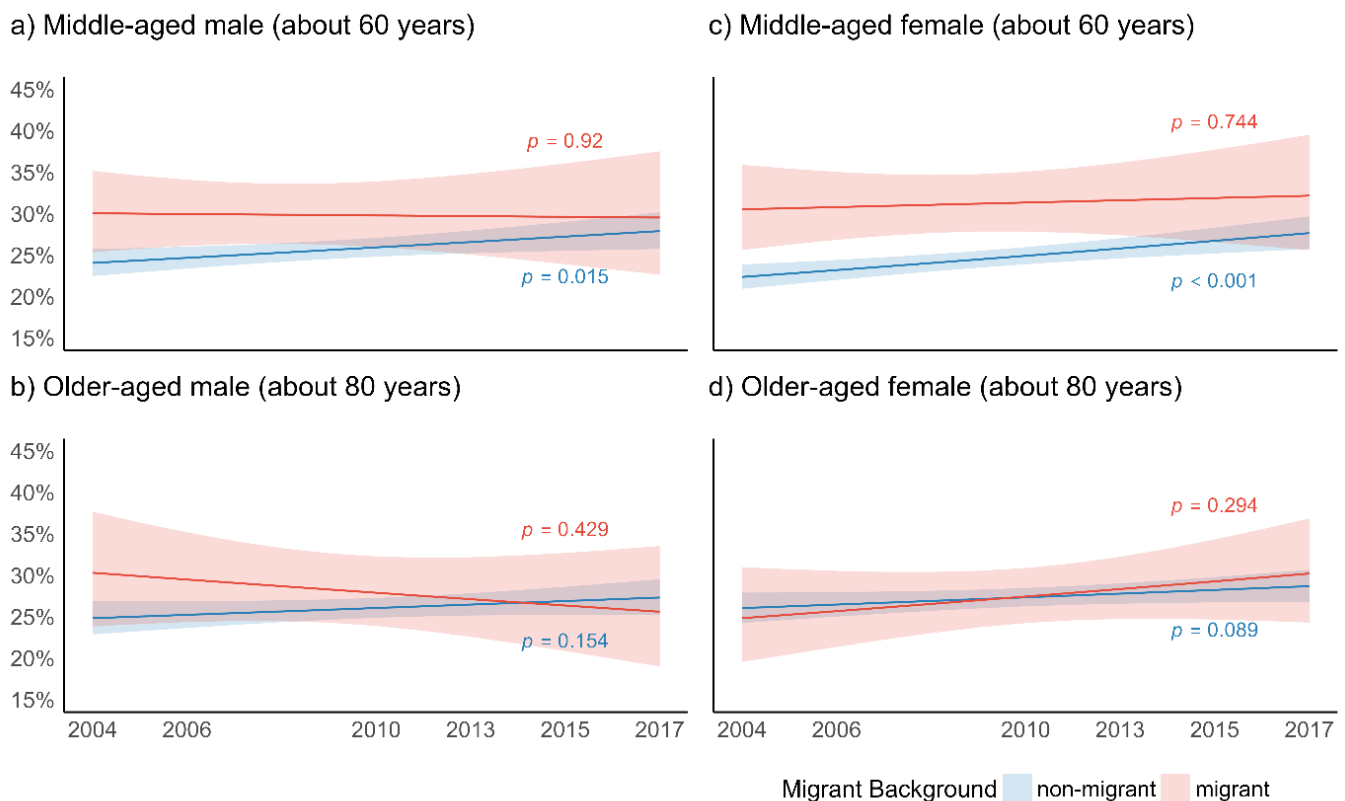 a) Middle-aged male (about 60 years)
45%
40%
35%
30%
25%
20%
15%
p = 0.92
p = 0.015
c) Middle-aged female (about 60 years)
p = 0.744
p < 0.001
b) Older-aged male (about 80 years)
45%
40%
35%
30%
25%
20%
15%
p = 0.429
p = 0.154
2004 2006 2010 2013 2015 2017
d) Older-aged female (about 80 years)
p = 0.294
p = 0.089
2004 2006 2010 2013 2015 2017
Migrant Background non-migrant migrant